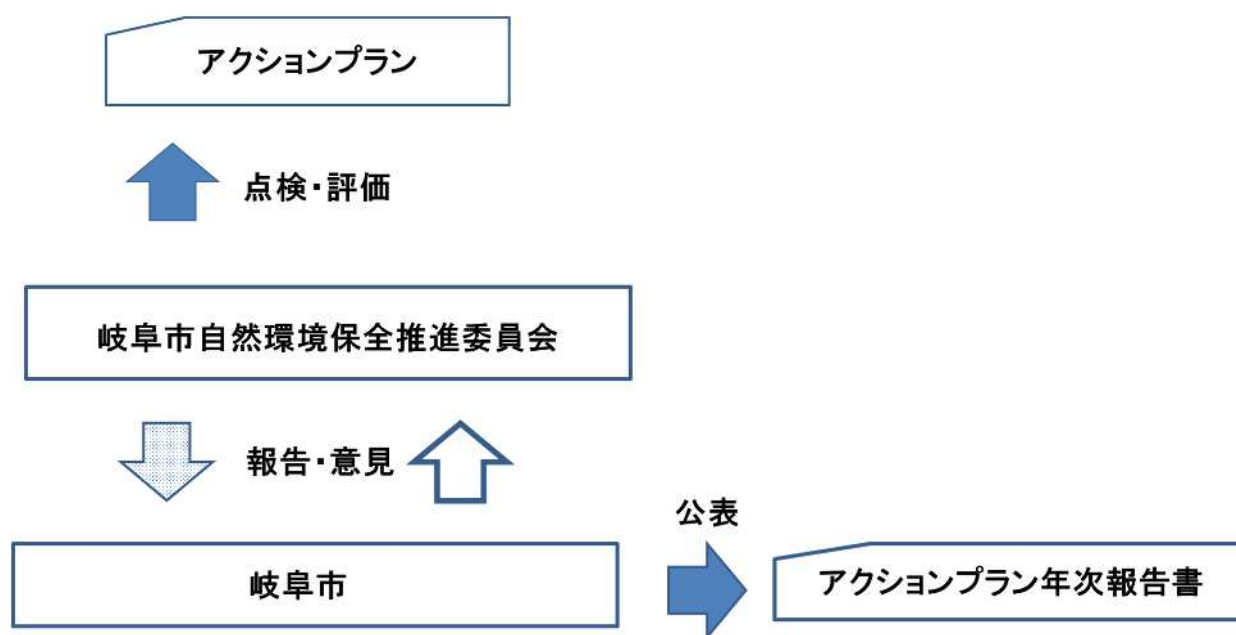 アクションプラン
点検・評価
岐阜市自然環境保全推進委員会
報告・意見
公表
岐阜市
アクションプラン年次報告書